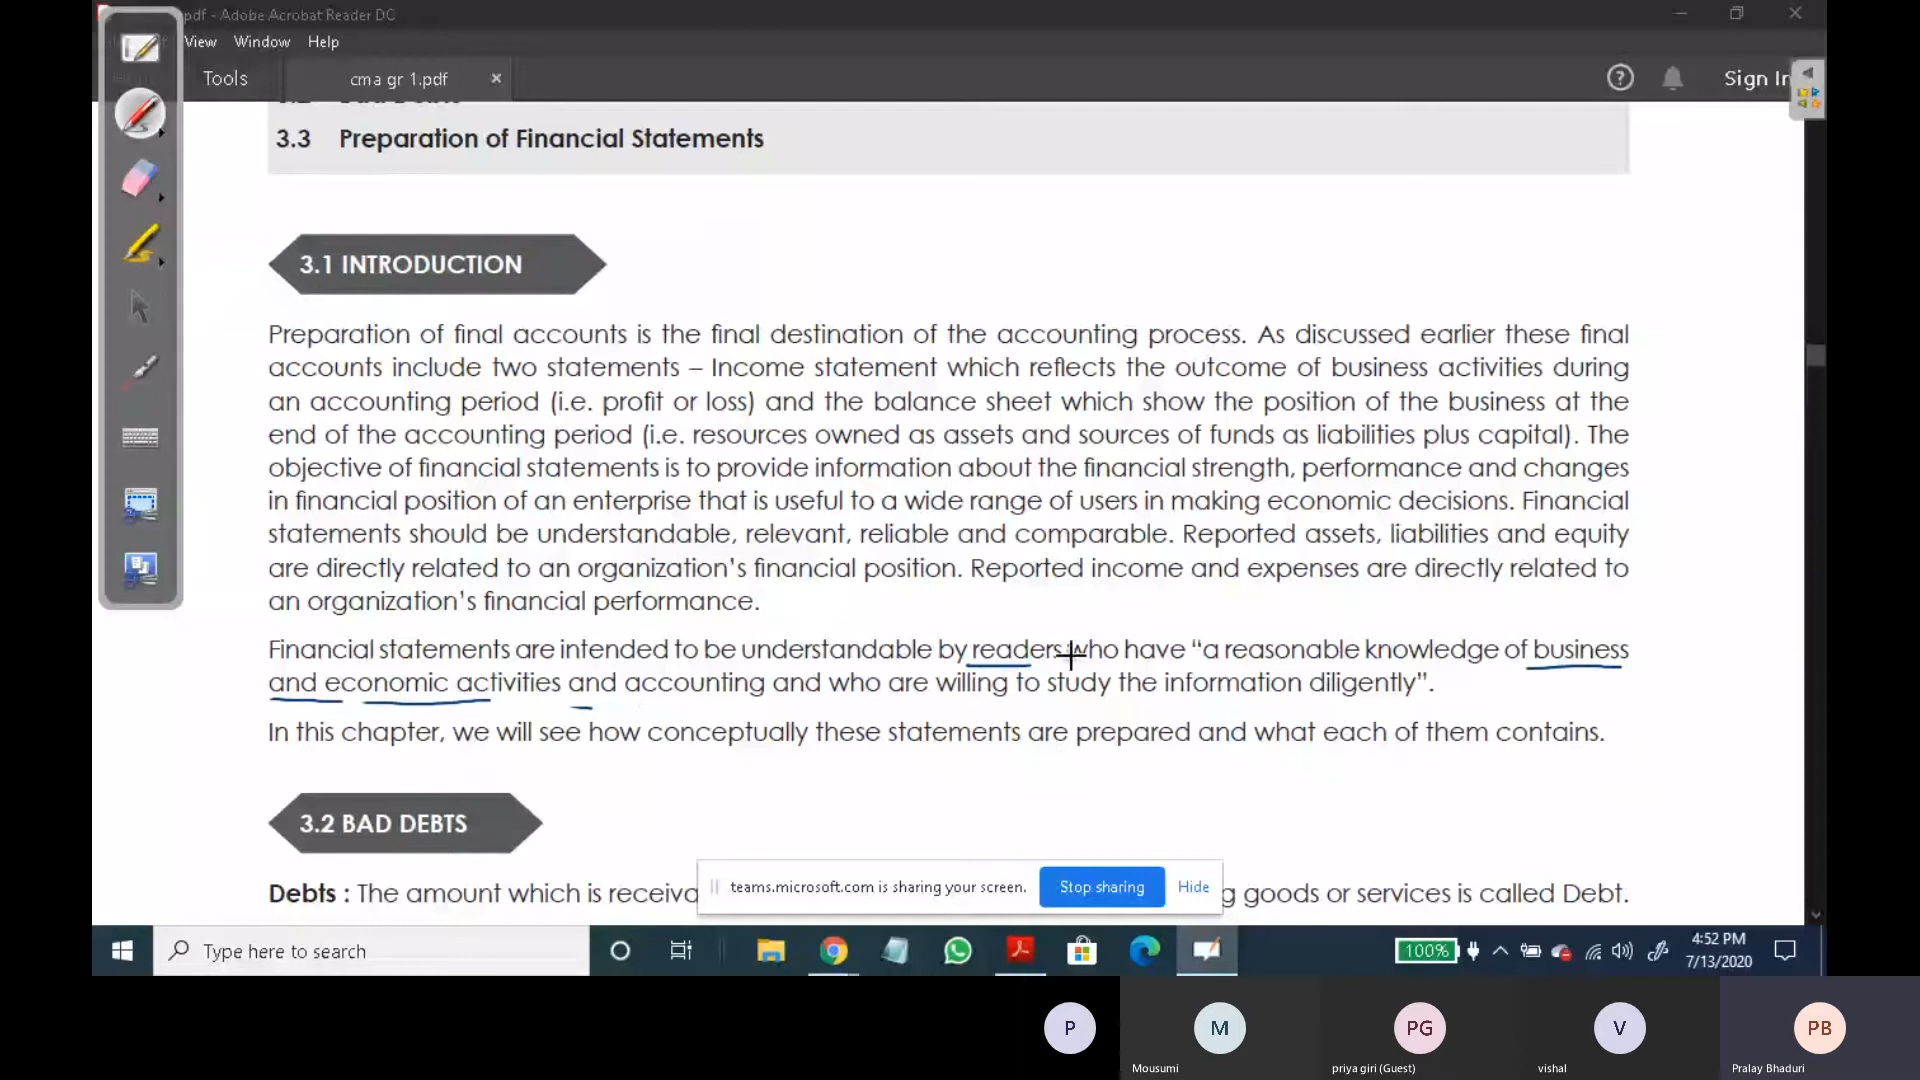 pdf - Adobe Acrobat Reader DC
View Window Help
Tools cma gr 1.pdf × Sign In
3.3 Preparation of Financial Statements
3.1 INTRODUCTION
Preparation of final accounts is the final destination of the accounting process. As discussed earlier these final
accounts include two statements – Income statement which reflects the outcome of business activities during
an accounting period (i.e. profit or loss) and the balance sheet which show the position of the business at the
end of the accounting period (i.e. resources owned as assets and sources of funds as liabilities plus capital). The
objective of financial statements is to provide information about the financial strength, performance and changes
in financial position of an enterprise that is useful to a wide range of users in making economic decisions. Financial
statements should be understandable, relevant, reliable and comparable. Reported assets, liabilities and equity
are directly related to an organization's financial position. Reported income and expenses are directly related to
an organization's financial performance.
Financial statements are intended to be understandable by readers who have “a reasonable knowledge of business
and economic activities and accounting and who are willing to study the information diligently”.
In this chapter, we will see how conceptually these statements are prepared and what each of them contains.
3.2 BAD DEBTS
Debts : The amount which is goods or services is called Debt.
teams.microsoft.com is sharing your screen. Stop sharing Hide
Type here to search
100%
4:52 PM
7/13/2020
P M PG V PB
Mousumi priya giri (Guest) vishal Pralay Bhaduri